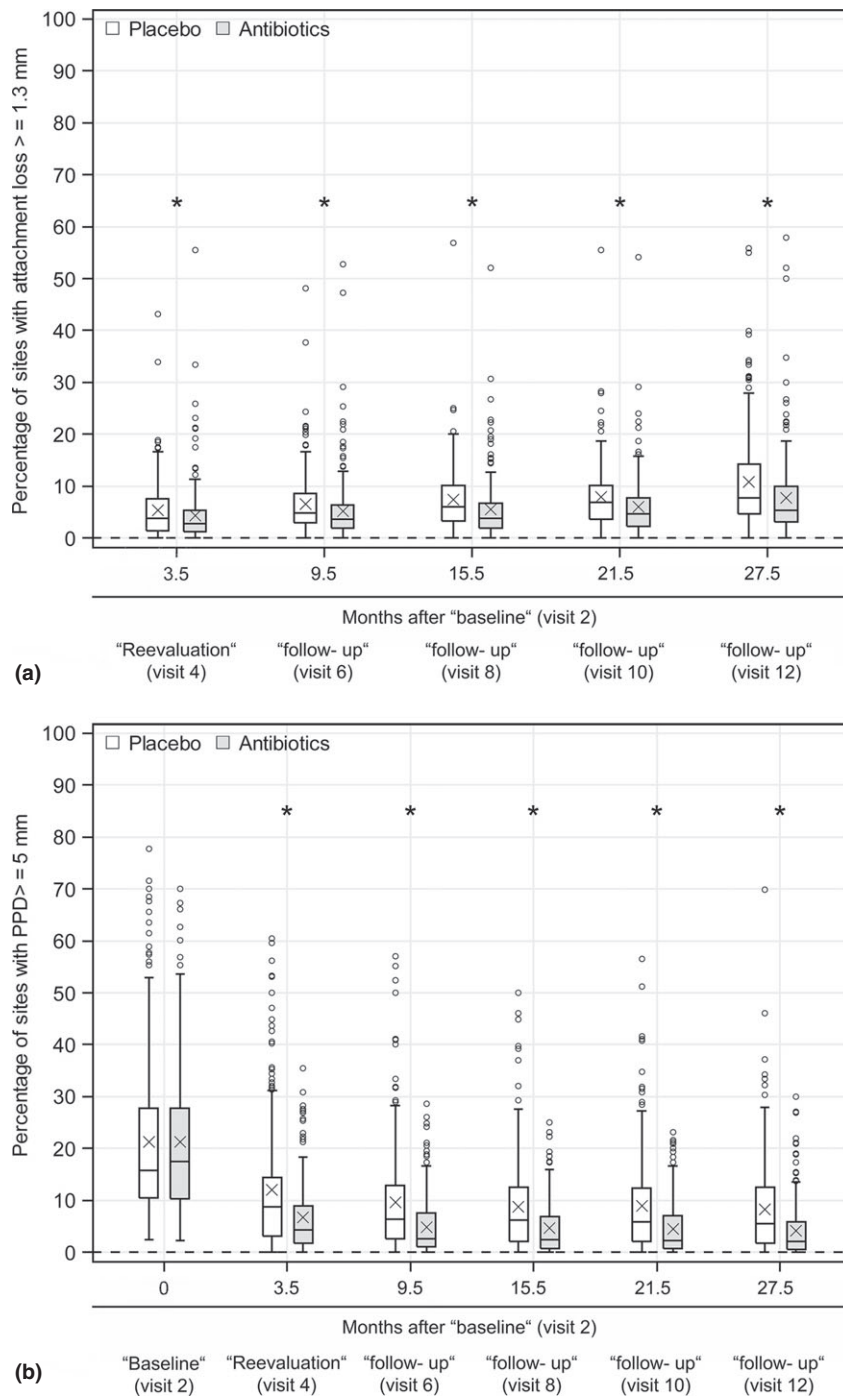 Placebo Antibiotics
Percentage of sites with attachment loss > = 1.3 mm
100
90
80
70
60
50
40
30
20
10
0
* * * * *
3.5 9.5 15.5 21.5 27.5
Months after “baseline“ (visit 2)
“Reevaluation“ “follow- up“ “follow- up“ “follow- up“ “follow- up“
(a) (visit 4) (visit 6) (visit 8) (visit 10) (visit 12)
Placebo Antibiotics
Percentage of sites with PPD> = 5 mm
100
90
80
70
60
50
40
30
20
10
0
* * * * *
0 3.5 9.5 15.5 21.5 27.5
Months after “baseline“ (visit 2)
“Baseline“ “Reevaluation“ “follow- up“ “follow- up“ “follow- up“ “follow- up“
(b) (visit 2) (visit 4) (visit 6) (visit 8) (visit 10) (visit 12)